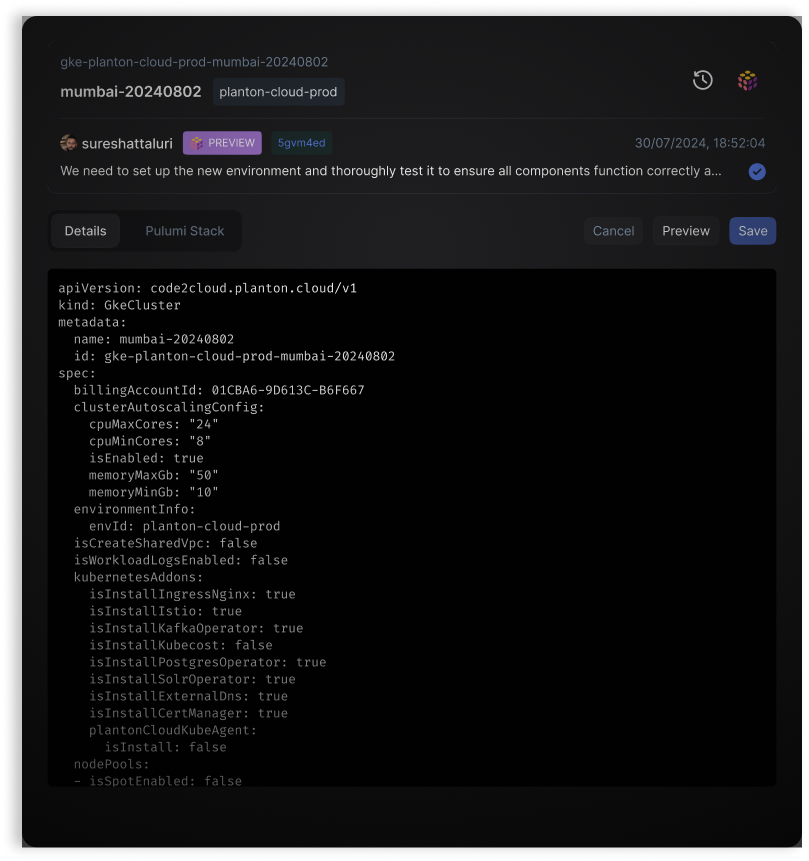 gke-planton-cloud-prod-mumbai-20240802
mumbai-20240802 planton-cloud-prod
sureshattaluri PREVIEW 5gvm4ed 30/07/2024, 18:52:04
We need to set up the new environment and thoroughly test it to ensure all components function correctly a...
Details Pulumi Stack Cancel Preview Save
apiVersion: code2cloud.planton.cloud/v1
kind: GkeCluster
metadata:
  name: mumbai-20240802
  id: gke-planton-cloud-prod-mumbai-20240802
spec:
  billingAccountId: 01CBA6-9D613C-B6F667
  clusterAutoscalingConfig:
    cpuMaxCores: "24"
    cpuMinCores: "8"
    isEnabled: true
    memoryMaxGb: "50"
    memoryMinGb: "10"
  environmentInfo:
    envId: planton-cloud-prod
  isCreateSharedVpc: false
  isWorkloadLogsEnabled: false
  kubernetesAddons:
    isInstallIngressNginx: true
    isInstallIstio: true
    isInstallKafkaOperator: true
    isInstallKubecost: false
    isInstallPostgresOperator: true
    isInstallSolrOperator: true
    isInstallExternalDns: true
    isInstallCertManager: true
    plantonCloudKubeAgent:
      isInstall: false
  nodePools:
  - isSpotEnabled: false